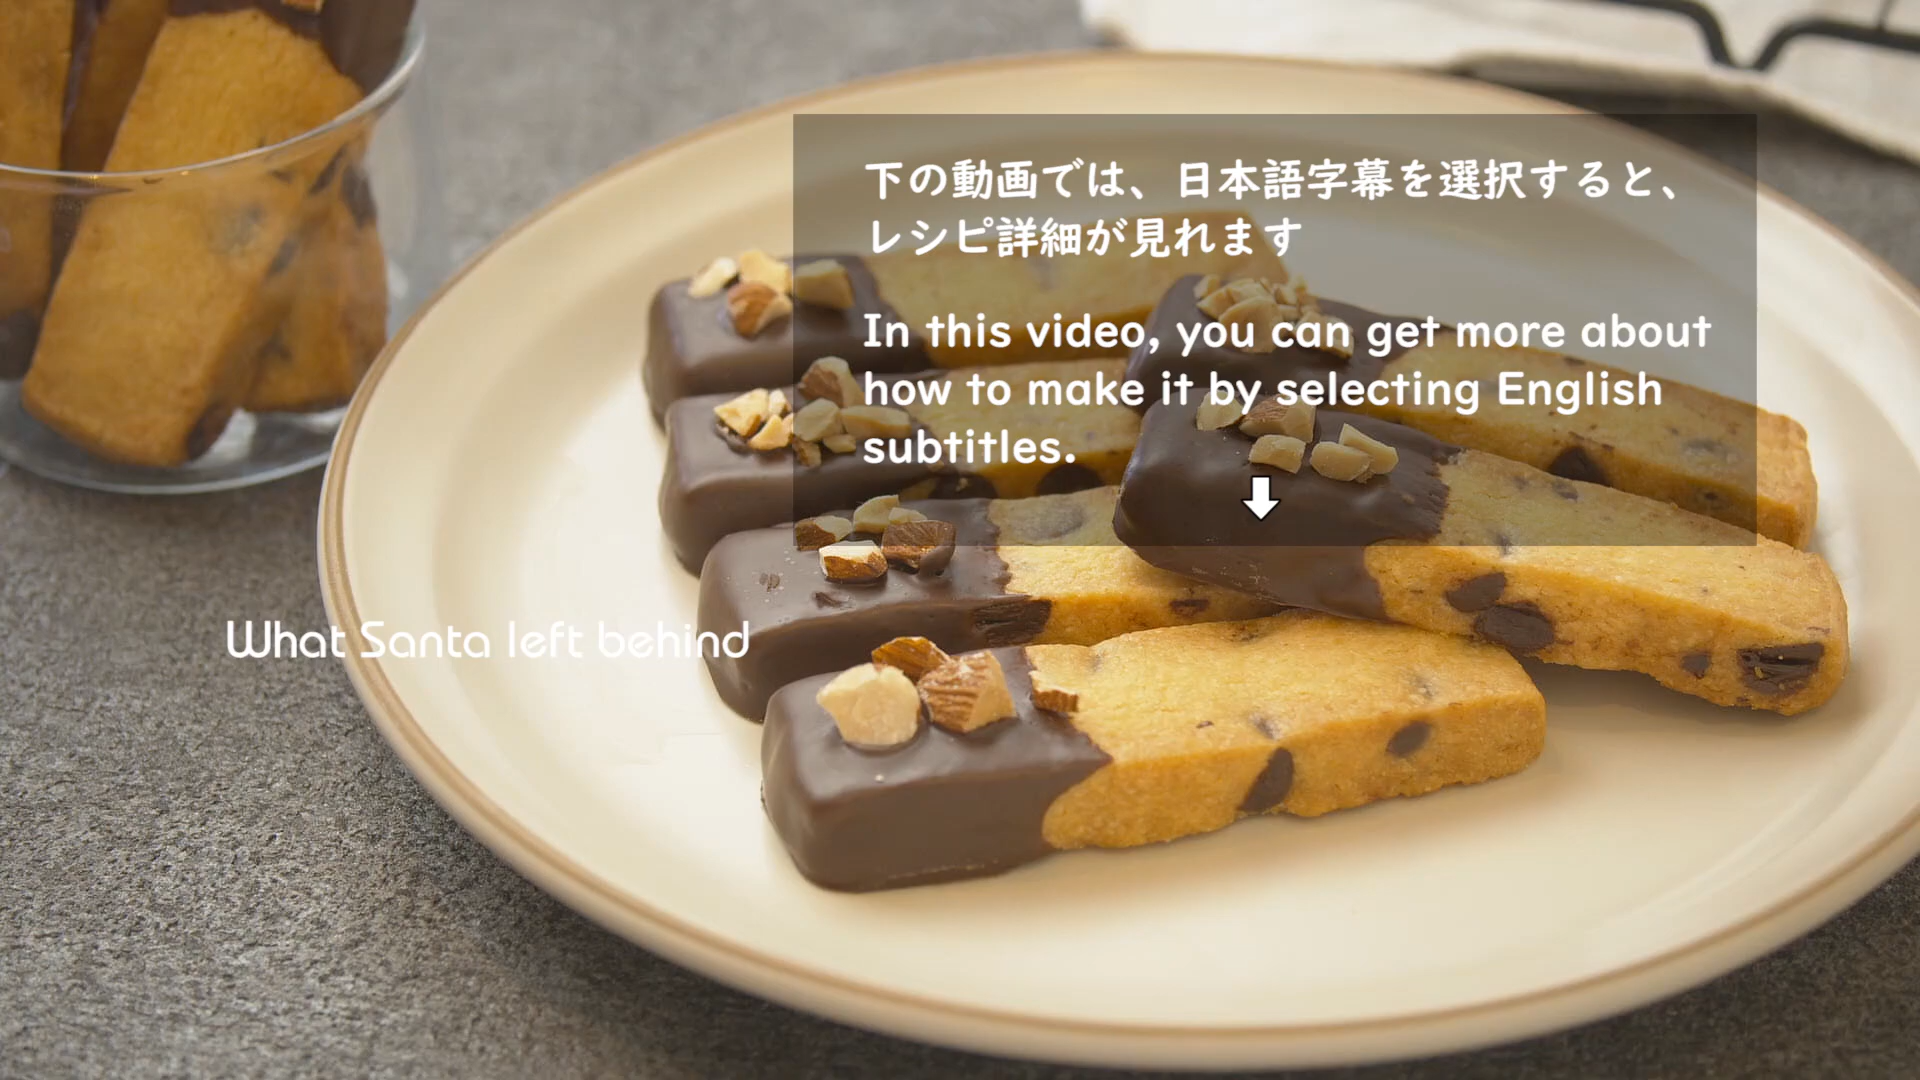 下の動画では、日本語字幕を選択すると、
レシピ詳細が見れます
In this video, you can get more about
how to make it by selecting English
subtitles.
What Santa left behind